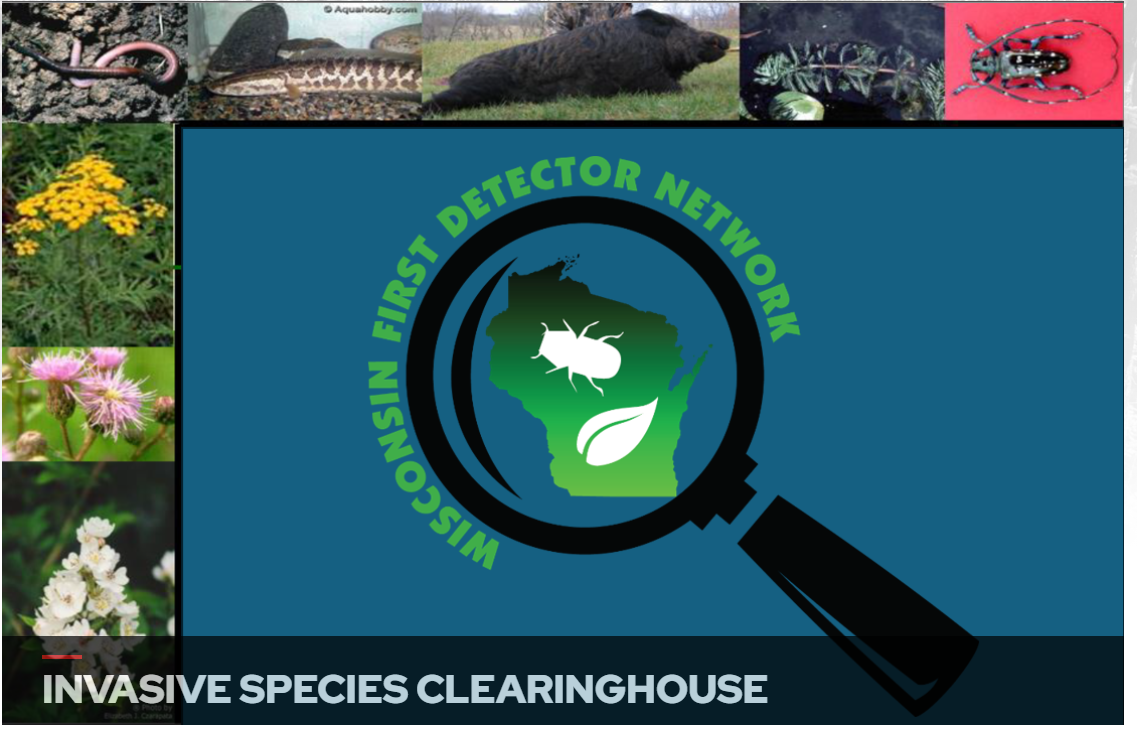 © Aquahobby.com
WISCONSIN FIRST DETECTOR NETWORK
INVASIVE SPECIES CLEARINGHOUSE